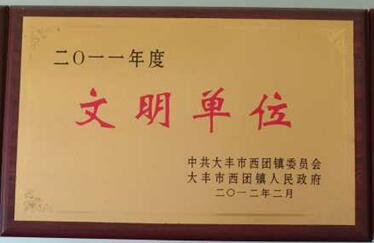 二〇一一年度
文明单位
中共大丰市西团镇委员会
大丰市西团镇人民政府
二〇一二年二月